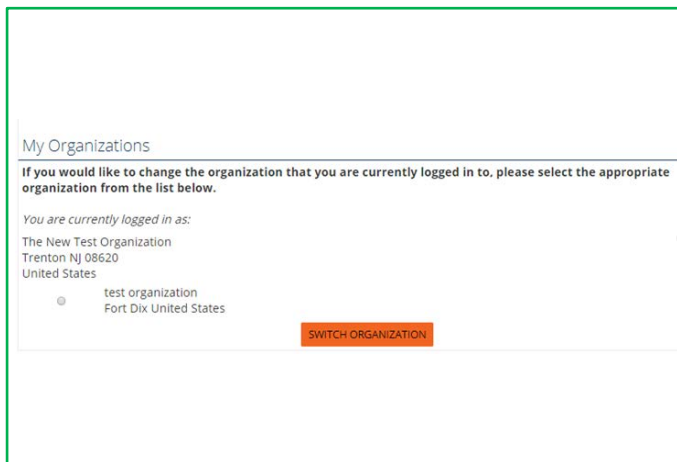 My Organizations
If you would like to change the organization that you are currently logged in to, please select the appropriate
organization from the list below.
You are currently logged in as:
The New Test Organization
Trenton NJ 08620
United States
test organization
Fort Dix United States
SWITCH ORGANIZATION